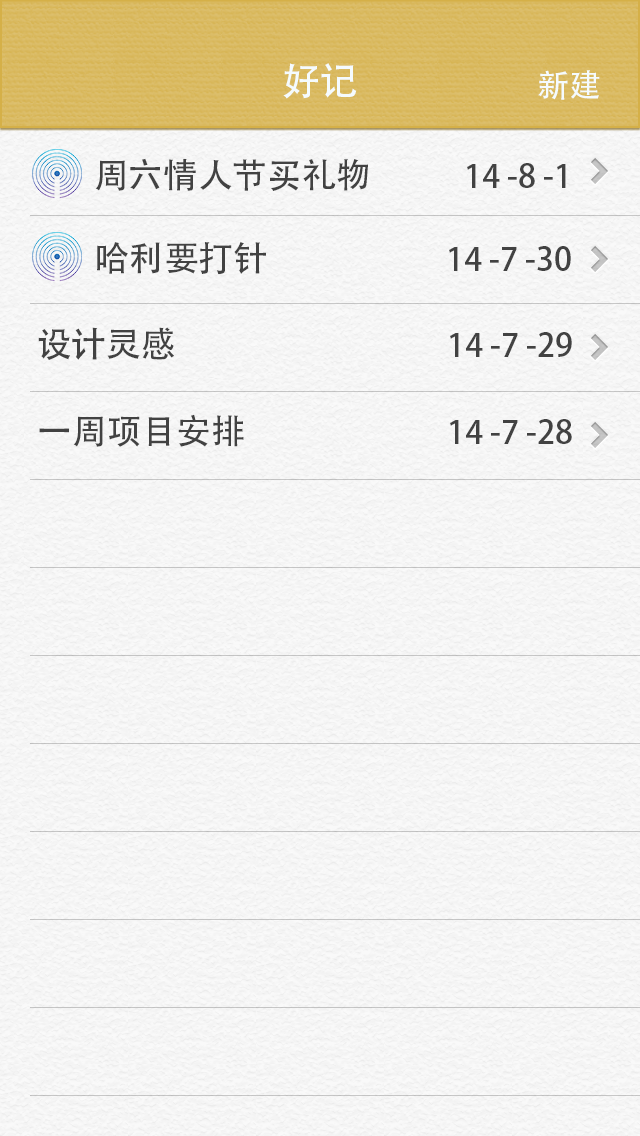 好记
新建
周六情人节买礼物 14 -8 -1
哈利要打针 14 -7 -30
设计灵感 14 -7 -29
一周项目安排 14 -7 -28